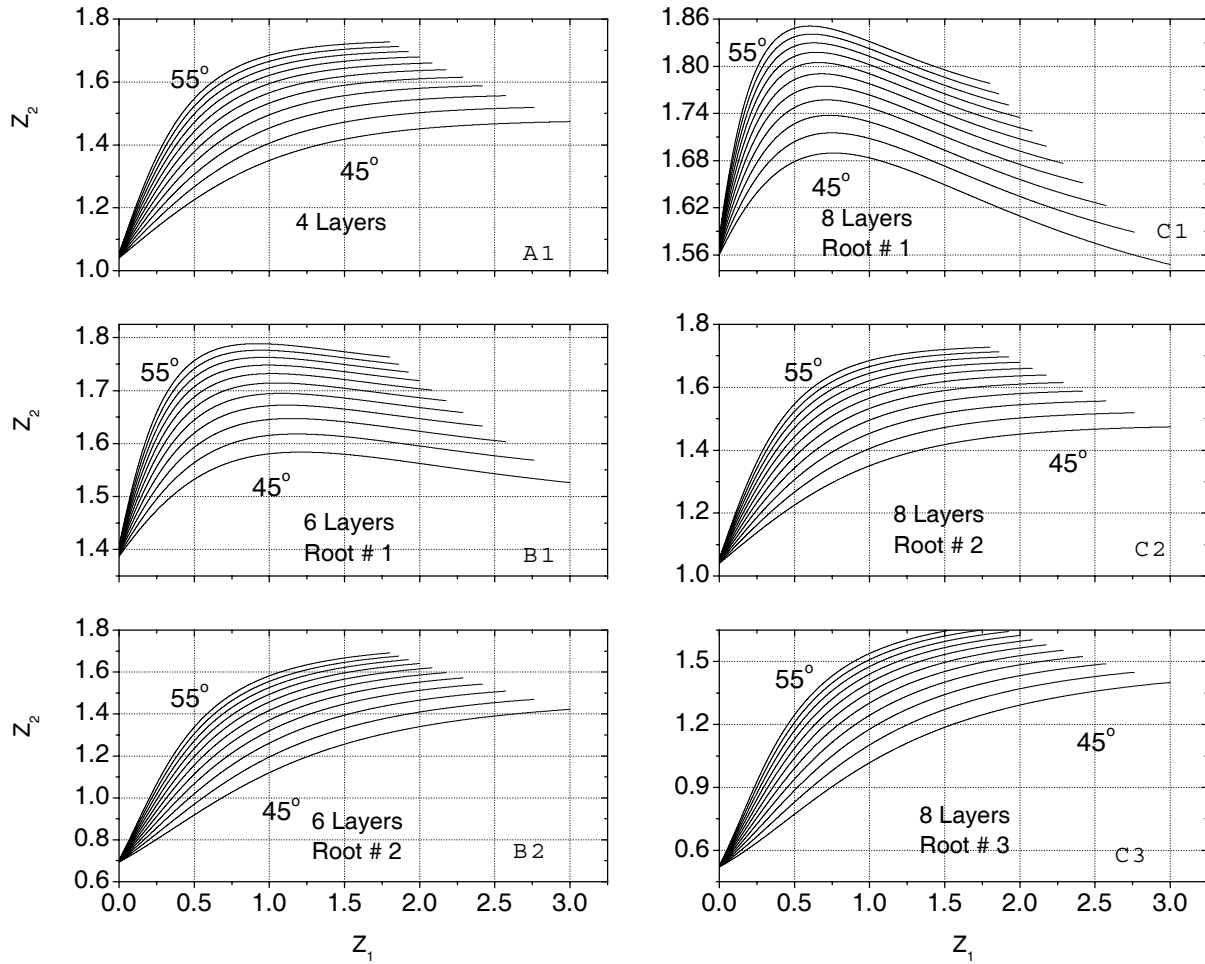 Z₂
1.8
1.6
1.4
1.2
1.0
55°
45°
4 Layers
A1
1.86
1.80
1.74
1.68
1.62
1.56
55°
45°
8 Layers
Root # 1
C1
Z₂
1.8
1.7
1.6
1.5
1.4
55°
45°
6 Layers
Root # 1
B1
1.8
1.6
1.4
1.2
1.0
55°
45°
8 Layers
Root # 2
C2
Z₂
1.8
1.6
1.4
1.2
1.0
0.8
0.6
55°
45°
6 Layers
Root # 2
B2
0.0 0.5 1.0 1.5 2.0 2.5 3.0
Z₁
1.5
1.2
0.9
0.6
55°
45°
8 Layers
Root # 3
C3
0.0 0.5 1.0 1.5 2.0 2.5 3.0
Z₁